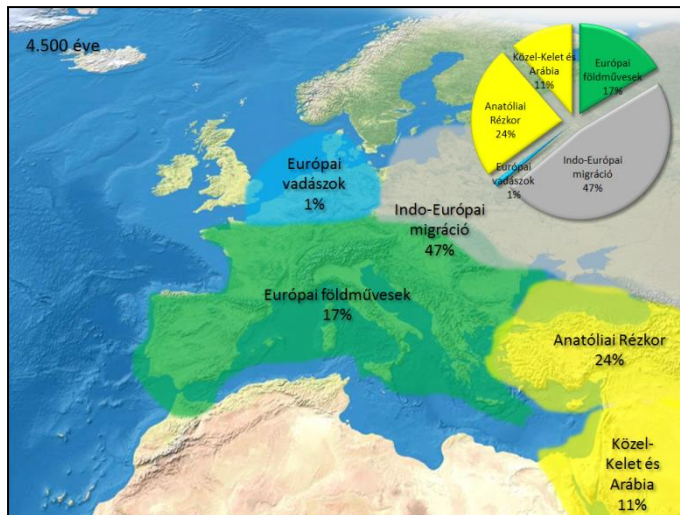 4.500 éve
Közel-Kelet és
Arábia
11%
Európai
földművesek
17%
Anatóliai
Rézkor
24%
Indo-Európai
migráció
47%
Európai
vadászok
1%
Európai
vadászok
1%
Indo-Európai
migráció
47%
Európai földművesek
17%
Anatóliai Rézkor
24%
Közel-
Kelet és
Arábia
11%